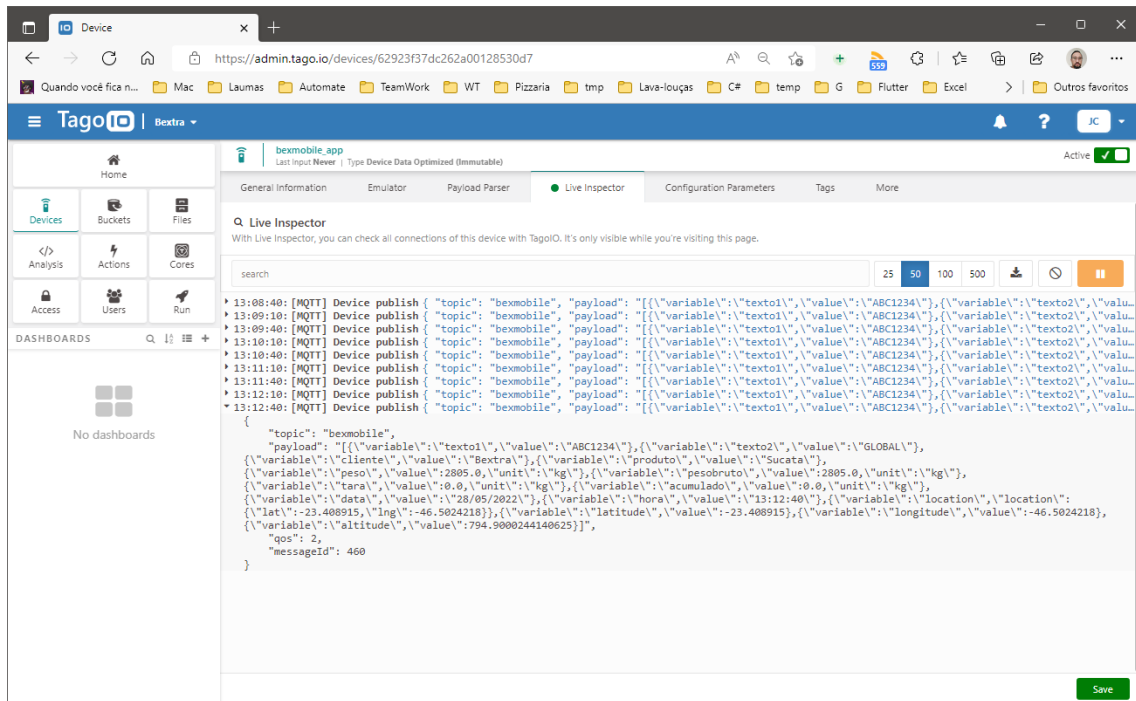 Device
https://admin.tago.io/devices/62923f37dc262a00128530d7
559
Quando você fica n... Mac Laumas Automate TeamWork WT Pizzaria tmp Lava-louças C# temp G Flutter Excel Outros favoritos
TagoIO | Bextra
? JC
Home
Devices Buckets Files
Analysis Actions Cores
Access Users Run
DASHBOARDS
No dashboards
bexmobile_app
Last Input Never | Type Device Data Optimized (Immutable)
Active
General Information Emulator Payload Parser Live Inspector Configuration Parameters Tags More
Live Inspector
With Live Inspector, you can check all connections of this device with TagoIO. It's only visible while you're visiting this page.
search 25 50 100 500
13:08:40: [MQTT] Device publish { "topic": "bexmobile", "payload": "[{\"variable\":\"texto1\",\"value\":\"ABC1234\"},{\"variable\":\"texto2\",\"valu…
13:09:10: [MQTT] Device publish { "topic": "bexmobile", "payload": "[{\"variable\":\"texto1\",\"value\":\"ABC1234\"},{\"variable\":\"texto2\",\"valu…
13:09:40: [MQTT] Device publish { "topic": "bexmobile", "payload": "[{\"variable\":\"texto1\",\"value\":\"ABC1234\"},{\"variable\":\"texto2\",\"valu…
13:10:10: [MQTT] Device publish { "topic": "bexmobile", "payload": "[{\"variable\":\"texto1\",\"value\":\"ABC1234\"},{\"variable\":\"texto2\",\"valu…
13:10:40: [MQTT] Device publish { "topic": "bexmobile", "payload": "[{\"variable\":\"texto1\",\"value\":\"ABC1234\"},{\"variable\":\"texto2\",\"valu…
13:11:10: [MQTT] Device publish { "topic": "bexmobile", "payload": "[{\"variable\":\"texto1\",\"value\":\"ABC1234\"},{\"variable\":\"texto2\",\"valu…
13:11:40: [MQTT] Device publish { "topic": "bexmobile", "payload": "[{\"variable\":\"texto1\",\"value\":\"ABC1234\"},{\"variable\":\"texto2\",\"valu…
13:12:10: [MQTT] Device publish { "topic": "bexmobile", "payload": "[{\"variable\":\"texto1\",\"value\":\"ABC1234\"},{\"variable\":\"texto2\",\"valu…
13:12:40: [MQTT] Device publish { "topic": "bexmobile", "payload": "[{\"variable\":\"texto1\",\"value\":\"ABC1234\"},{\"variable\":\"texto2\",\"valu…
{
"topic": "bexmobile",
"payload": "[{\"variable\":\"texto1\",\"value\":\"ABC1234\"},{\"variable\":\"texto2\",\"value\":\"GLOBAL\"},
{\"variable\":\"cliente\",\"value\":\"Bextra\"},{\"variable\":\"produto\",\"value\":\"Sucata\"},
{\"variable\":\"peso\",\"value\":2805.0,\"unit\":\"kg\"},{\"variable\":\"pesobruto\",\"value\":2805.0,\"unit\":\"kg\"},
{\"variable\":\"tara\",\"value\":0.0,\"unit\":\"kg\"},{\"variable\":\"acumulado\",\"value\":0.0,\"unit\":\"kg\"},
{\"variable\":\"data\",\"value\":\"28/05/2022\"},{\"variable\":\"hora\",\"value\":\"13:12:40\"},{\"variable\":\"location\",\"location\":
{\"lat\":-23.408915,\"lng\":-46.5024218}},{\"variable\":\"latitude\",\"value\":-23.408915},{\"variable\":\"longitude\",\"value\":-46.5024218},
{\"variable\":\"altitude\",\"value\":794.9000244140625}]",
"qos": 2,
"messageId": 460
}
Save